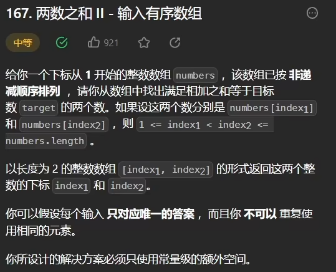 167. 两数之和 II - 输入有序数组
中等 921
给你一个下标从 1 开始的整数数组 numbers ，该数组已按 非递
减顺序排列 ，请你从数组中找出满足相加之和等于目标
数 target 的两个数。如果设这两个数分别是 numbers[index1]
和 numbers[index2] ，则 1 <= index1 < index2 <=
numbers.length 。
以长度为 2 的整数数组 [index1, index2] 的形式返回这两个整
数的下标 index1 和 index2 。
你可以假设每个输入 只对应唯一的答案 ，而且你 不可以 重复使
用相同的元素。
你所设计的解决方案必须只使用常量级的额外空间。